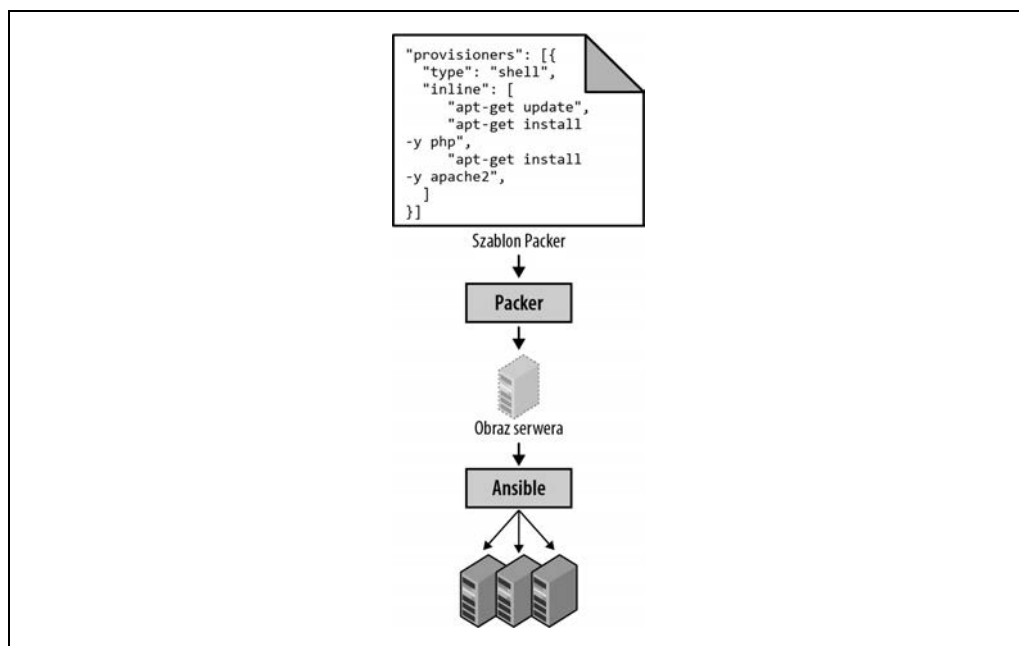 "provisioners": [{
  "type": "shell",
  "inline": [
     "apt-get update",
     "apt-get install
-y php",
     "apt-get install
-y apache2",
  ]
}]
Szablon Packer
Packer
Obraz serwera
Ansible